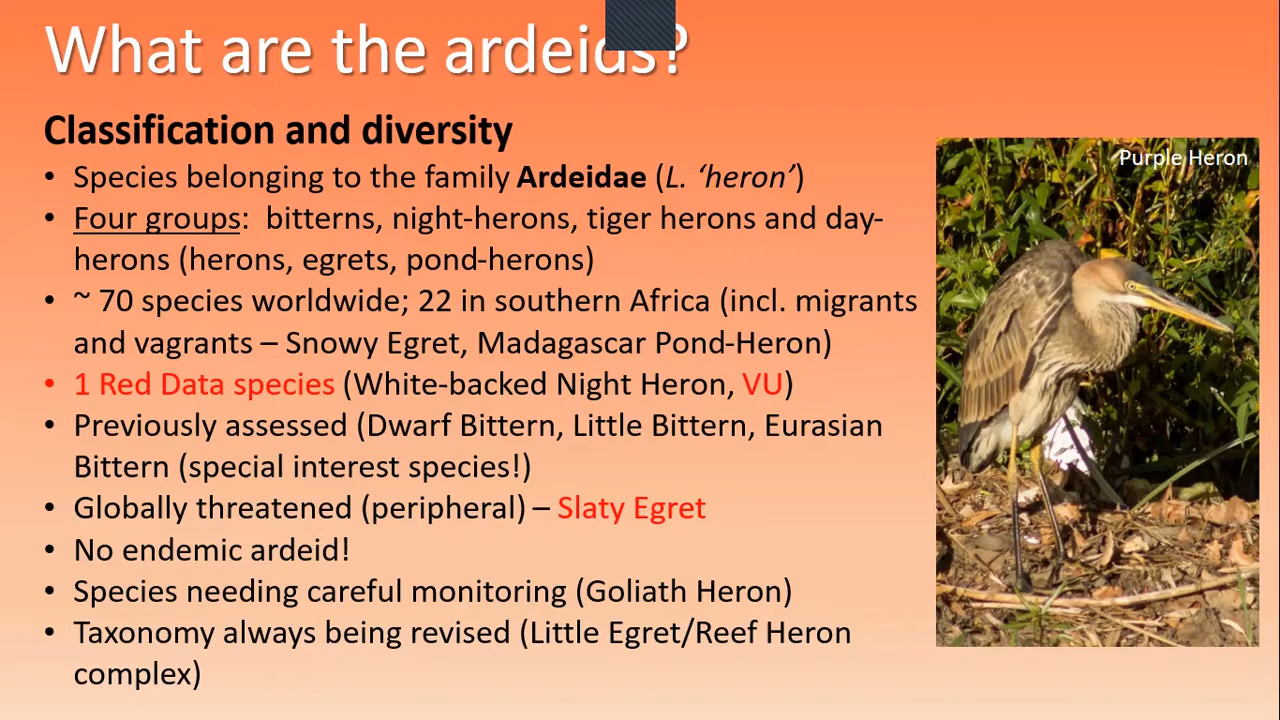 What are the ardeids?
Classification and diversity
• Species belonging to the family Ardeidae (L. ‘heron’)
• Four groups:  bitterns, night-herons, tiger herons and day-
herons (herons, egrets, pond-herons)
• ~ 70 species worldwide; 22 in southern Africa (incl. migrants
and vagrants – Snowy Egret, Madagascar Pond-Heron)
• 1 Red Data species (White-backed Night Heron, VU)
• Previously assessed (Dwarf Bittern, Little Bittern, Eurasian
Bittern (special interest species!)
• Globally threatened (peripheral) – Slaty Egret
• No endemic ardeid!
• Species needing careful monitoring (Goliath Heron)
• Taxonomy always being revised (Little Egret/Reef Heron
complex)
Purple Heron